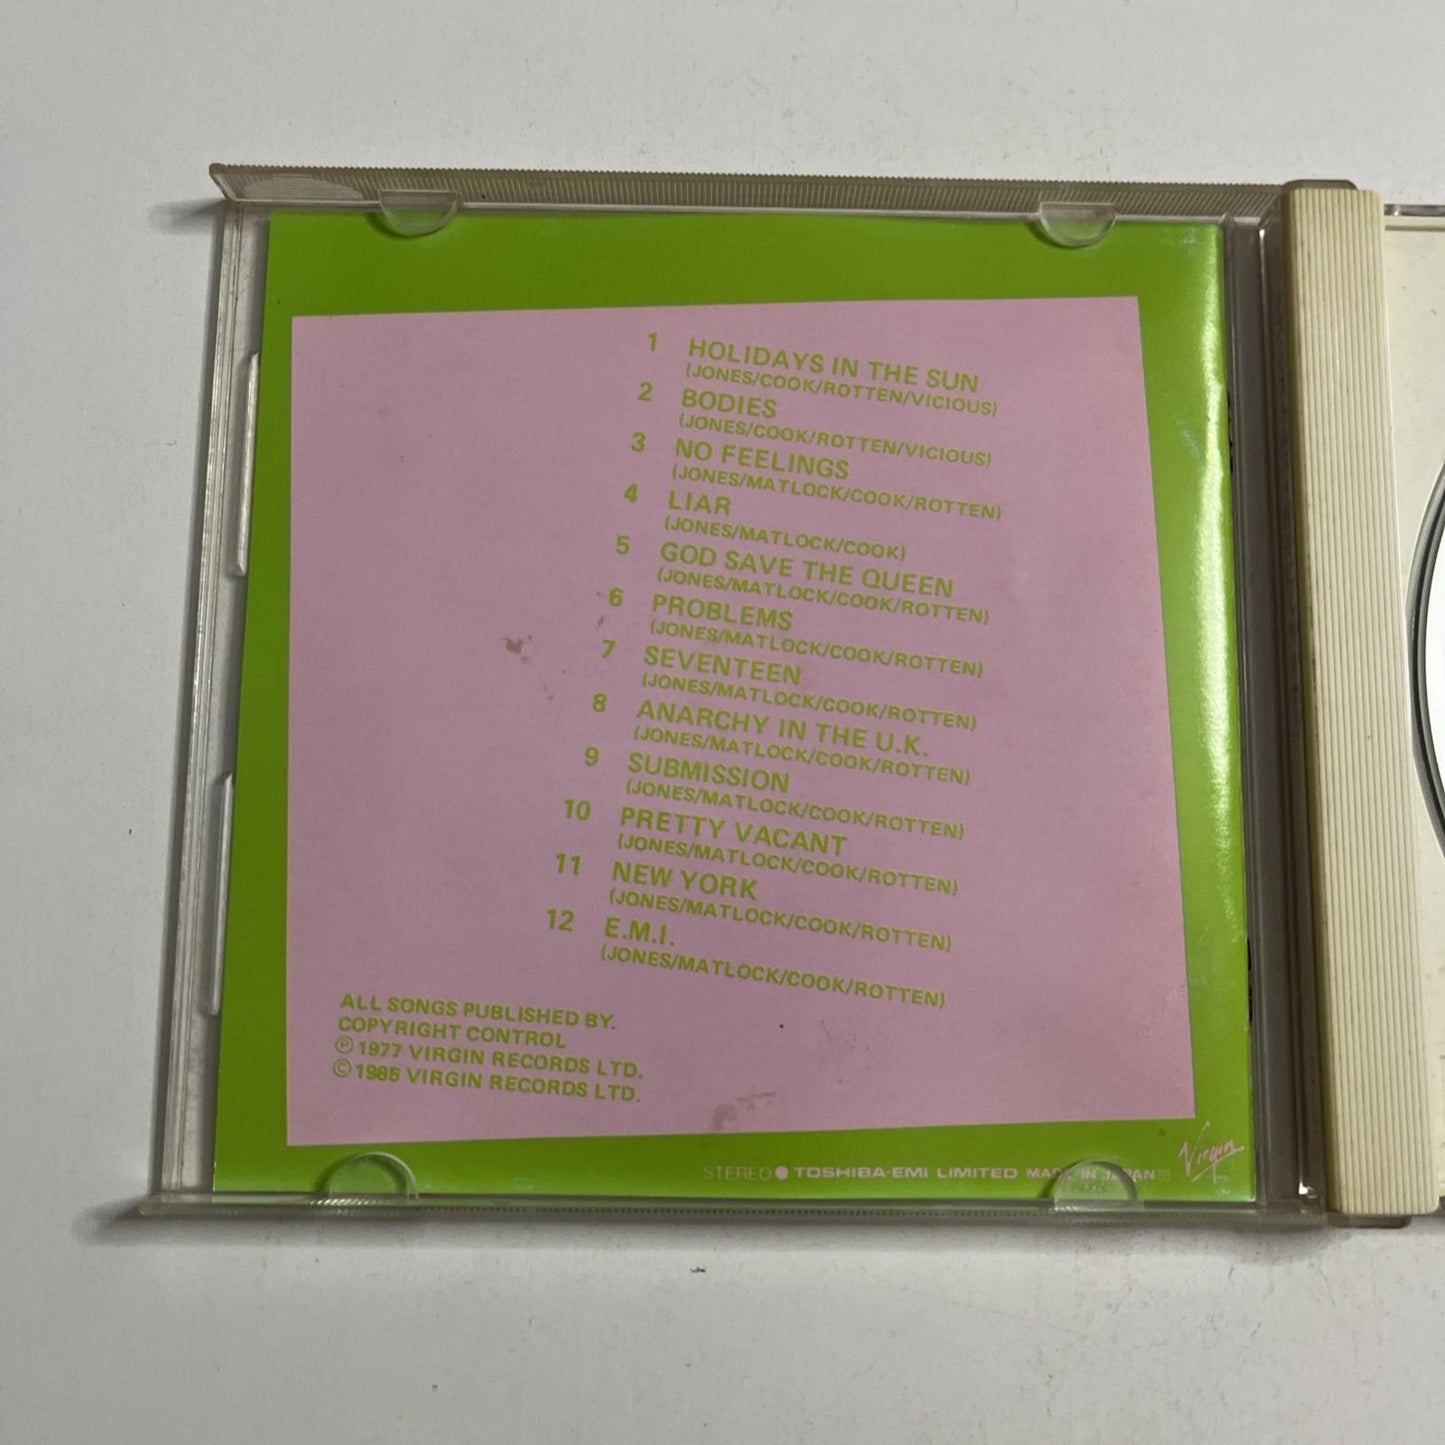 1 HOLIDAYS IN THE SUN
(JONES/COOK/ROTTEN/VICIOUS)
2 BODIES
(JONES/COOK/ROTTEN/VICIOUS)
3 NO FEELINGS
(JONES/MATLOCK/COOK/ROTTEN)
4 LIAR
(JONES/MATLOCK/COOK)
5 GOD SAVE THE QUEEN
(JONES/MATLOCK/COOK/ROTTEN)
6 PROBLEMS
(JONES/MATLOCK/COOK/ROTTEN)
7 SEVENTEEN
(JONES/MATLOCK/COOK/ROTTEN)
8 ANARCHY IN THE U.K.
(JONES/MATLOCK/COOK/ROTTEN)
9 SUBMISSION
(JONES/MATLOCK/COOK/ROTTEN)
10 PRETTY VACANT
(JONES/MATLOCK/COOK/ROTTEN)
11 NEW YORK
(JONES/MATLOCK/COOK/ROTTEN)
12 E.M.I.
(JONES/MATLOCK/COOK/ROTTEN)
ALL SONGS PUBLISHED BY.
COPYRIGHT CONTROL
℗ 1977 VIRGIN RECORDS LTD.
© 1985 VIRGIN RECORDS LTD.
STEREO ● TOSHIBA-EMI LIMITED MADE IN JAPAN
Virgin